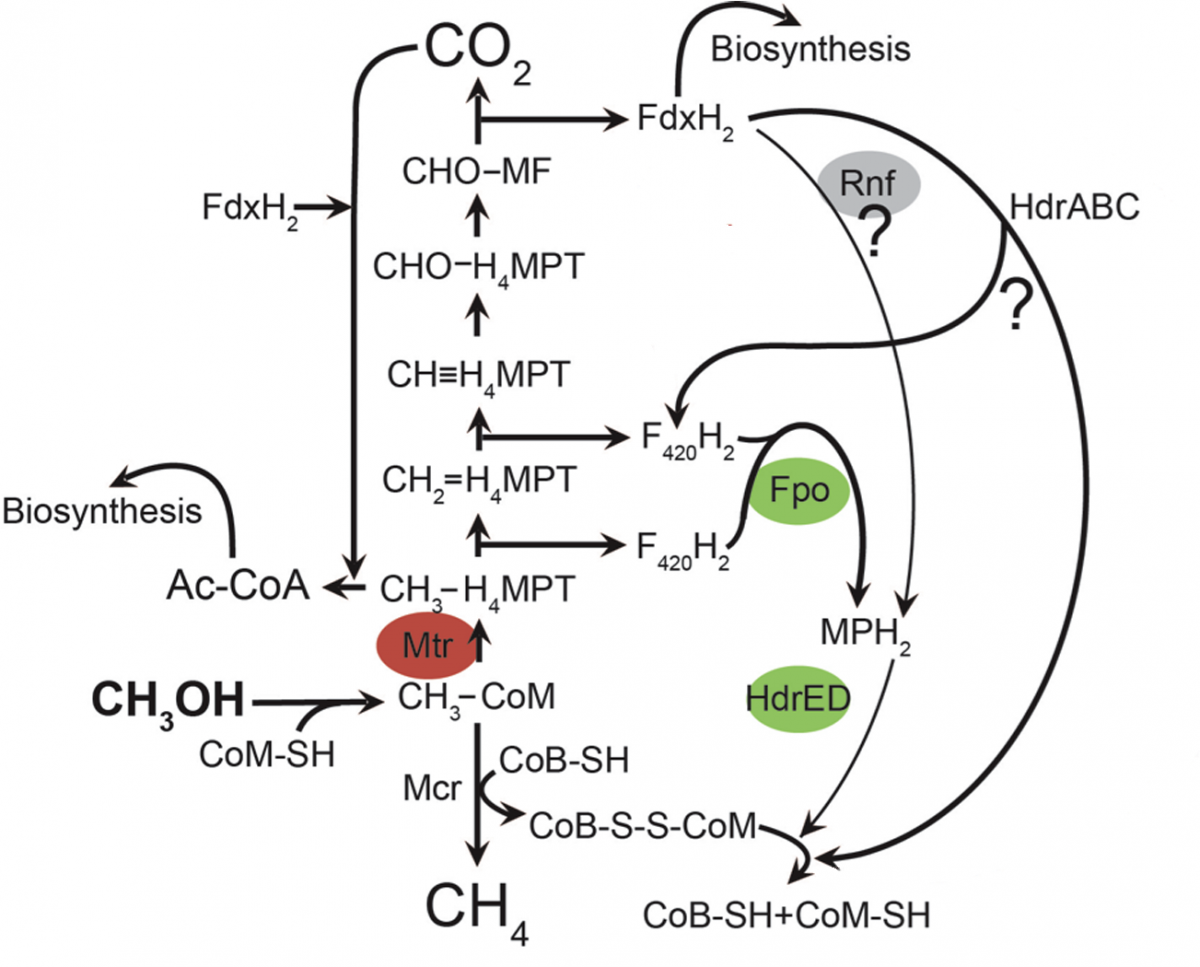 CO₂
Biosynthesis
FdxH₂
CHO–MF
Rnf
?
FdxH₂
HdrABC
CHO–H₄MPT
?
CH≡H₄MPT
F₄₂₀H₂
CH₂=H₄MPT
Fpo
Biosynthesis
F₄₂₀H₂
Ac-CoA
CH₃–H₄MPT
MPH₂
Mtr
CH₃OH
CH₃–CoM
HdrED
CoM-SH
CoB-SH
Mcr
CoB-S-S-CoM
CH₄
CoB-SH+CoM-SH